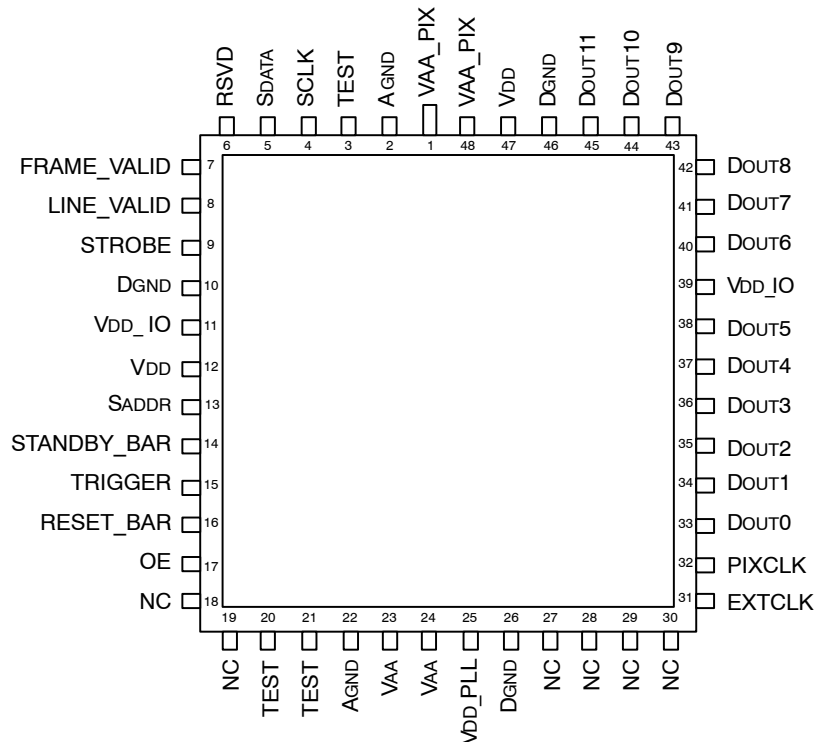 RSVD
SDATA
SCLK
TEST
AGND
VAA_PIX
VAA_PIX
VDD
DGND
DOUT11
DOUT10
DOUT9
6 5 4 3 2 1 48 47 46 45 44 43
FRAME_VALID 7
LINE_VALID 8
STROBE 9
DGND 10
VDD_IO 11
VDD 12
SADDR 13
STANDBY_BAR 14
TRIGGER 15
RESET_BAR 16
OE 17
NC 18
42 DOUT8
41 DOUT7
40 DOUT6
39 VDD_IO
38 DOUT5
37 DOUT4
36 DOUT3
35 DOUT2
34 DOUT1
33 DOUT0
32 PIXCLK
31 EXTCLK
19 20 21 22 23 24 25 26 27 28 29 30
NC
TEST
TEST
AGND
VAA
VAA
VDD_PLL
DGND
NC
NC
NC
NC